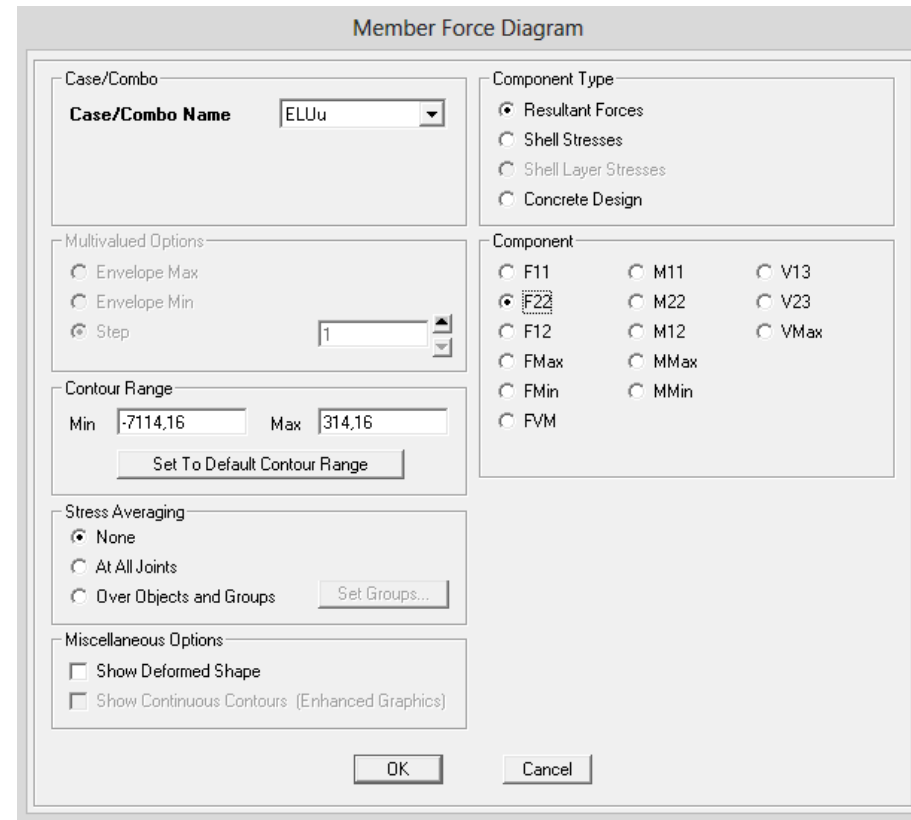 Member Force Diagram
Case/Combo
Case/Combo Name ELUu
Multivalued Options
Envelope Max
Envelope Min
Step 1
Contour Range
Min -7114,16 Max 314,16
Set To Default Contour Range
Stress Averaging
None
At All Joints
Over Objects and Groups Set Groups...
Miscellaneous Options
Show Deformed Shape
Show Continuous Contours (Enhanced Graphics)
Component Type
Resultant Forces
Shell Stresses
Shell Layer Stresses
Concrete Design
Component
F11 M11 V13
F22 M22 V23
F12 M12 VMax
FMax MMax
FMin MMin
FVM
OK Cancel